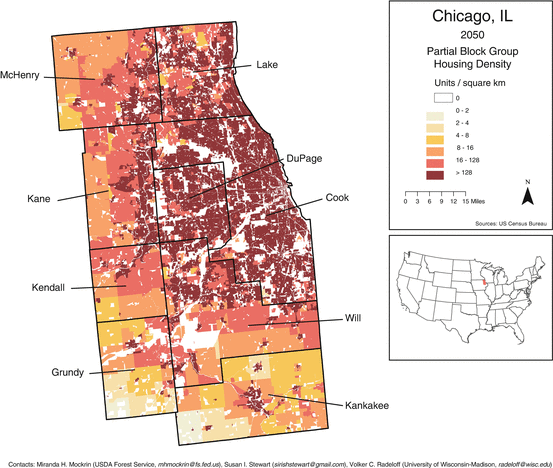 Chicago, IL
2050
Partial Block Group
Housing Density
Units / square km
0
0 - 2
2 - 4
4 - 8
8 - 16
16 - 128
> 128
N
0 3 6 9 12 15 Miles
Sources: US Census Bureau
McHenry
Lake
DuPage
Kane
Cook
Kendall
Will
Grundy
Kankakee
Contacts: Miranda H. Mockrin (USDA Forest Service, mhmockrin@fs.fed.us), Susan I. Stewart (sirishstewart@gmail.com), Volker C. Radeloff (University of Wisconsin-Madison, radeloff@wisc.edu)